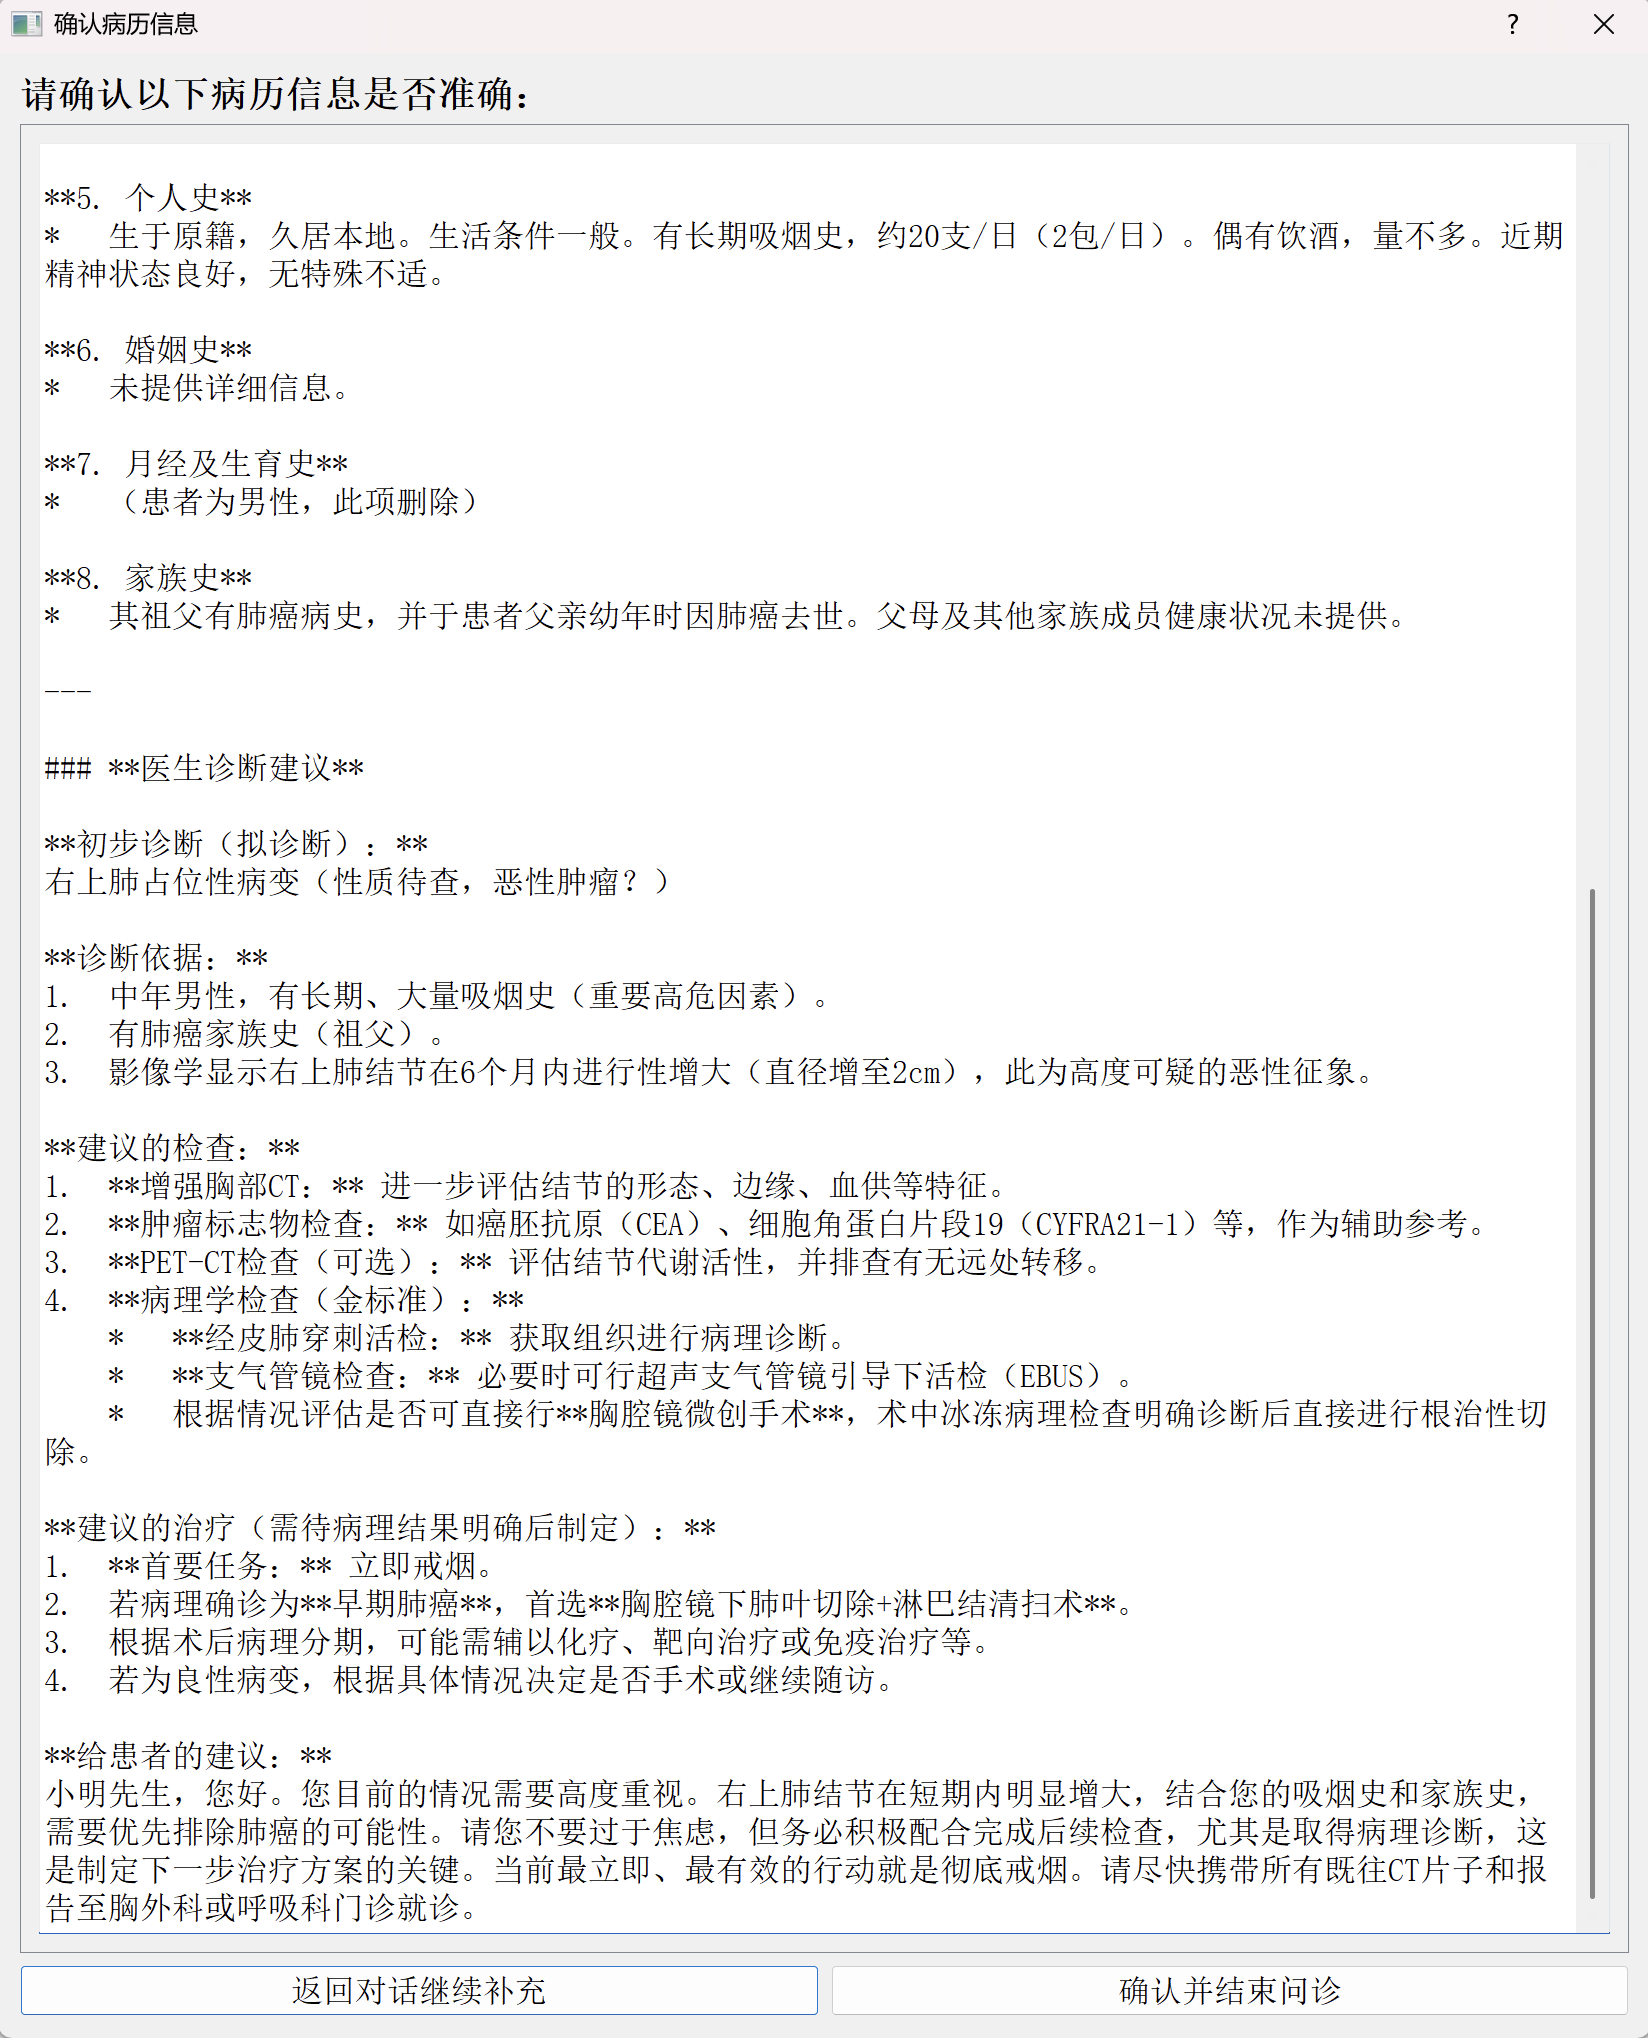 确认病历信息
?
请确认以下病历信息是否准确：
**5. 个人史**
*   生于原籍，久居本地。生活条件一般。有长期吸烟史，约20支/日（2包/日）。偶有饮酒，量不多。近期
精神状态良好，无特殊不适。
**6. 婚姻史**
*   未提供详细信息。
**7. 月经及生育史**
*   （患者为男性，此项删除）
**8. 家族史**
*   其祖父有肺癌病史，并于患者父亲幼年时因肺癌去世。父母及其他家族成员健康状况未提供。
---
### **医生诊断建议**
**初步诊断（拟诊断）：**
右上肺占位性病变（性质待查，恶性肿瘤？）
**诊断依据：**
1.  中年男性，有长期、大量吸烟史（重要高危因素）。
2.  有肺癌家族史（祖父）。
3.  影像学显示右上肺结节在6个月内进行性增大（直径增至2cm），此为高度可疑的恶性征象。
**建议的检查：**
1.  **增强胸部CT：** 进一步评估结节的形态、边缘、血供等特征。
2.  **肿瘤标志物检查：** 如癌胚抗原（CEA）、细胞角蛋白片段19（CYFRA21-1）等，作为辅助参考。
3.  **PET-CT检查（可选）：** 评估结节代谢活性，并排查有无远处转移。
4.  **病理学检查（金标准）：**
    *   **经皮肺穿刺活检：** 获取组织进行病理诊断。
    *   **支气管镜检查：** 必要时可行超声支气管镜引导下活检（EBUS）。
    *   根据情况评估是否可直接行**胸腔镜微创手术**，术中冰冻病理检查明确诊断后直接进行根治性切
除。
**建议的治疗（需待病理结果明确后制定）：**
1.  **首要任务：** 立即戒烟。
2.  若病理确诊为**早期肺癌**，首选**胸腔镜下肺叶切除+淋巴结清扫术**。
3.  根据术后病理分期，可能需辅以化疗、靶向治疗或免疫治疗等。
4.  若为良性病变，根据具体情况决定是否手术或继续随访。
**给患者的建议：**
小明先生，您好。您目前的情况需要高度重视。右上肺结节在短期内明显增大，结合您的吸烟史和家族史，
需要优先排除肺癌的可能性。请您不要过于焦虑，但务必积极配合完成后续检查，尤其是取得病理诊断，这
是制定下一步治疗方案的关键。当前最立即、最有效的行动就是彻底戒烟。请尽快携带所有既往CT片子和报
告至胸外科或呼吸科门诊就诊。
返回对话继续补充
确认并结束问诊